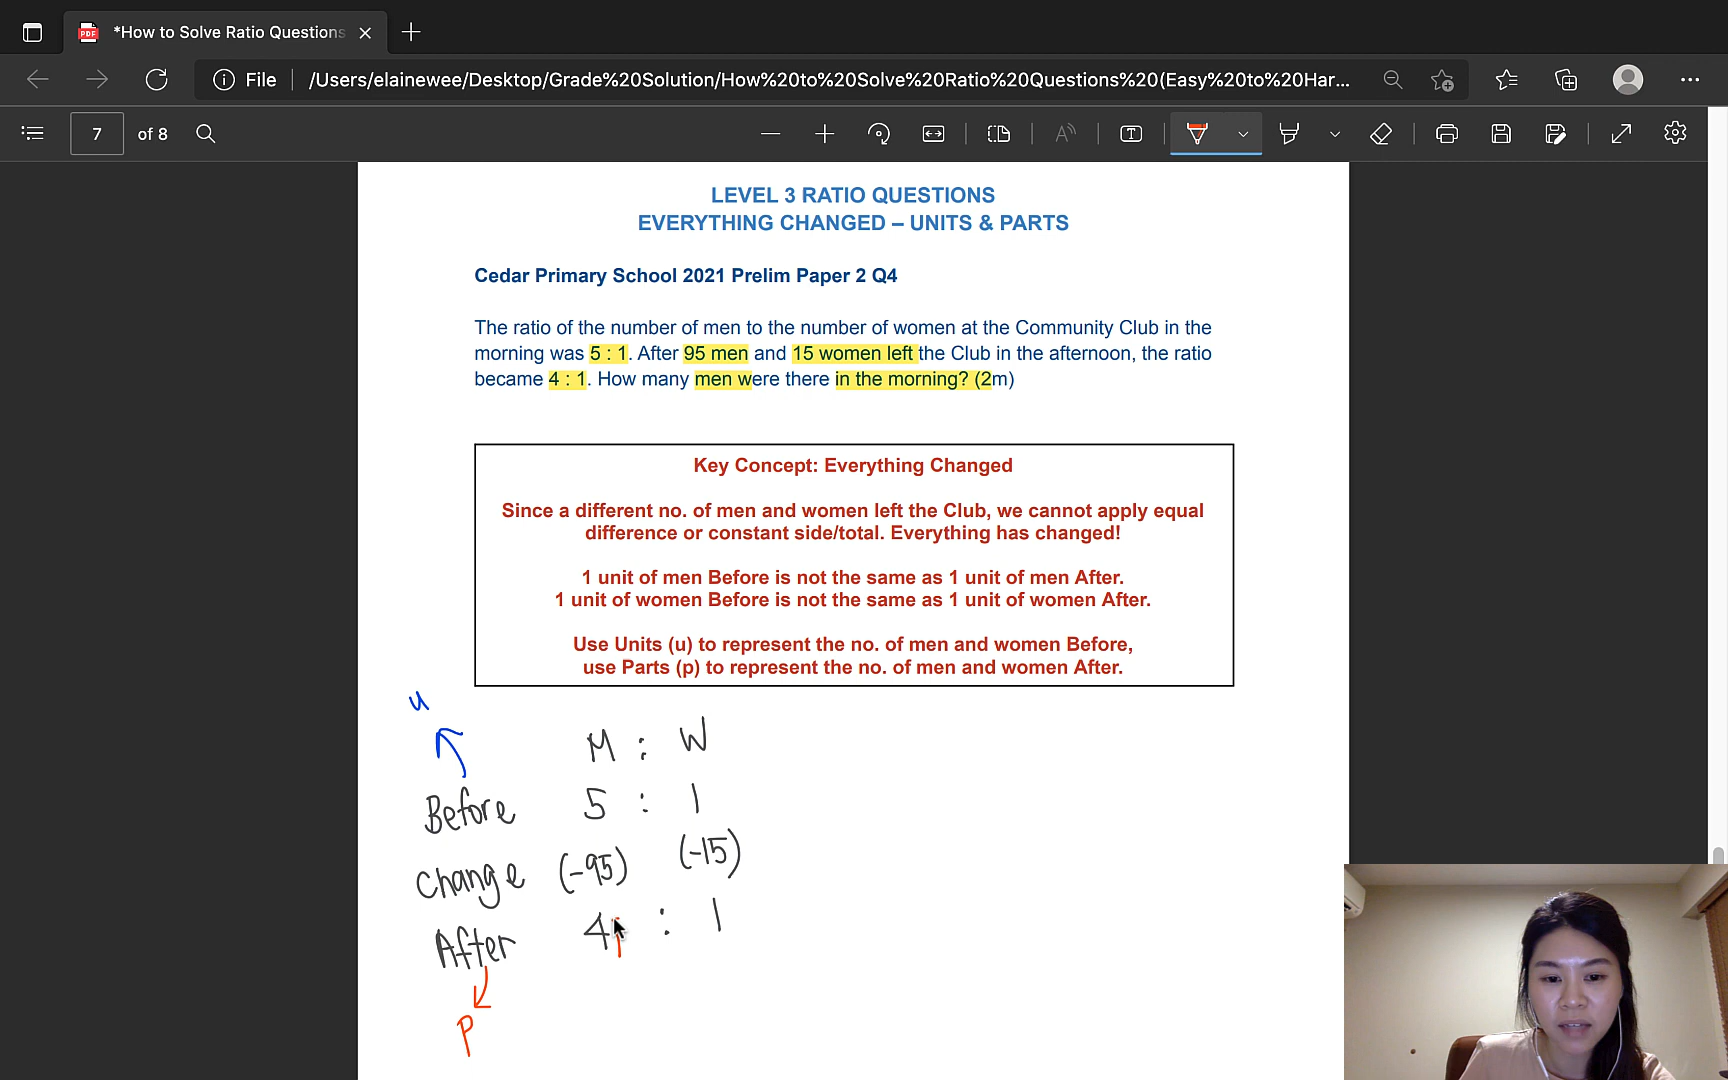 *How to Solve Ratio Questions
File | /Users/elainewee/Desktop/Grade%20Solution/How%20to%20Solve%20Ratio%20Questions%20(Easy%20to%20Har...
7 of 8
LEVEL 3 RATIO QUESTIONS
EVERYTHING CHANGED – UNITS & PARTS
Cedar Primary School 2021 Prelim Paper 2 Q4
The ratio of the number of men to the number of women at the Community Club in the
morning was 5 : 1. After 95 men and 15 women left the Club in the afternoon, the ratio
became 4 : 1. How many men were there in the morning? (2m)
Key Concept: Everything Changed
Since a different no. of men and women left the Club, we cannot apply equal
difference or constant side/total. Everything has changed!
1 unit of men Before is not the same as 1 unit of men After.
1 unit of women Before is not the same as 1 unit of women After.
Use Units (u) to represent the no. of men and women Before,
use Parts (p) to represent the no. of men and women After.
u
M : W
Before 5 : 1
Change (-95) (-15)
After 4 : 1
P